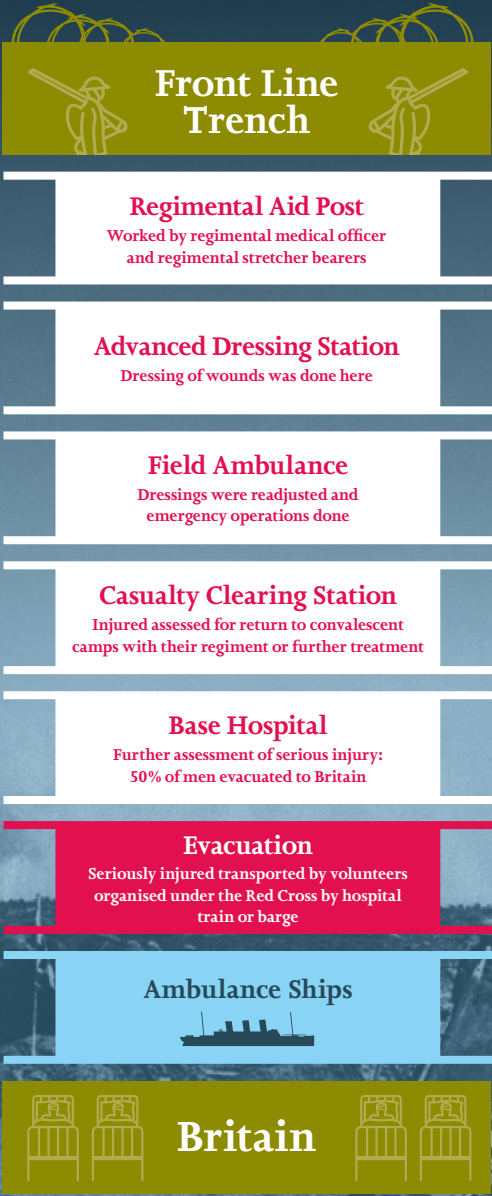 Front Line
Trench
Regimental Aid Post
Worked by regimental medical officer
and regimental stretcher bearers
Advanced Dressing Station
Dressing of wounds was done here
Field Ambulance
Dressings were readjusted and
emergency operations done
Casualty Clearing Station
Injured assessed for return to convalescent
camps with their regiment or further treatment
Base Hospital
Further assessment of serious injury:
50% of men evacuated to Britain
Evacuation
Seriously injured transported by volunteers
organised under the Red Cross by hospital
train or barge
Ambulance Ships
Britain